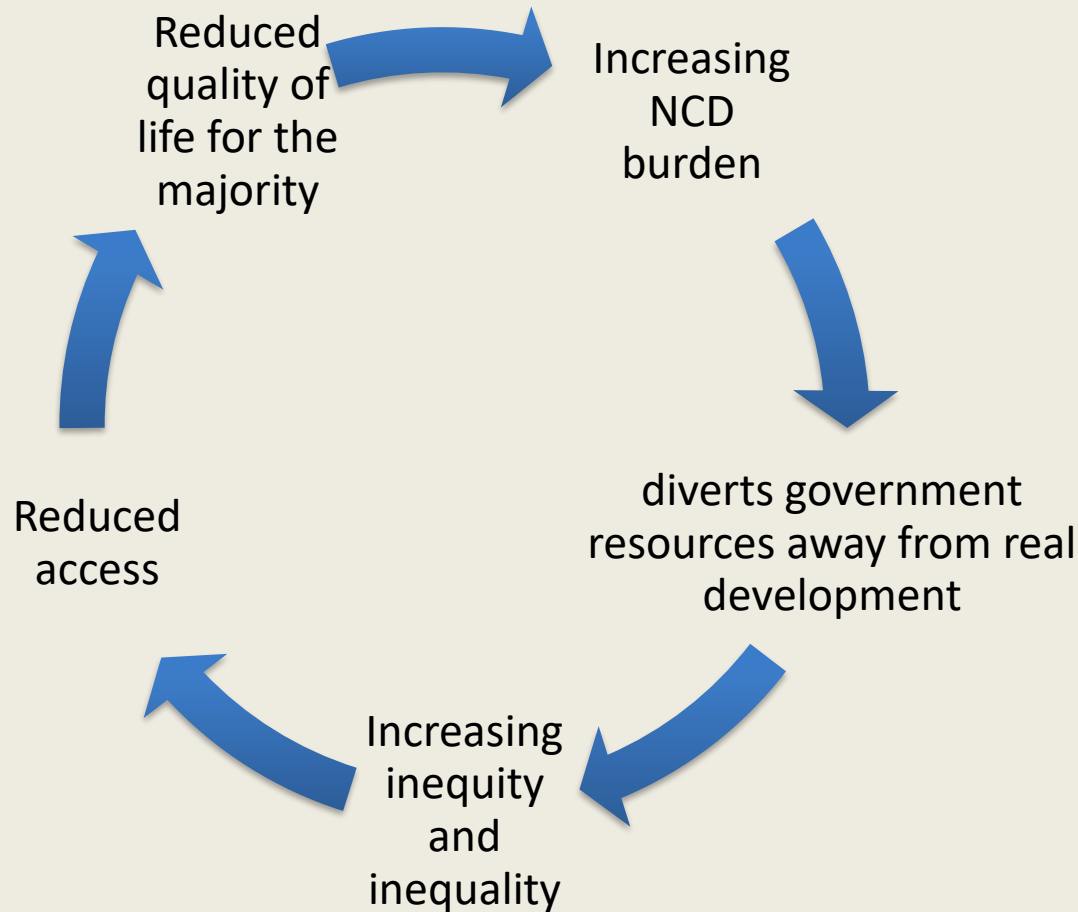 Reduced
quality of
life for the
majority
Increasing
NCD
burden
diverts government
resources away from real
development
Increasing
inequity
and
inequality
Reduced
access